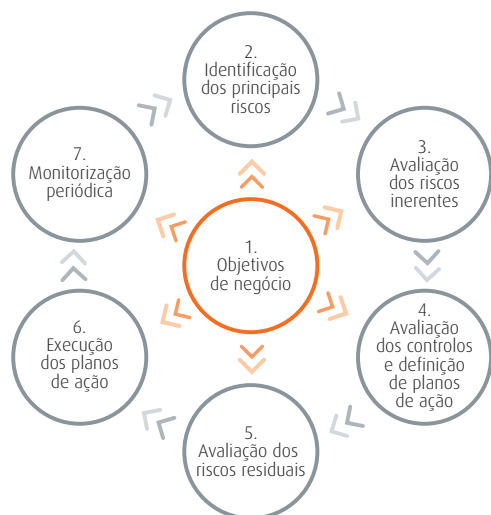 1.
Objetivos
de negócio
2.
Identificação
dos principais
riscos
3.
Avaliação
dos riscos
inerentes
4.
Avaliação
dos controlos
e definição
de planos
de ação
5.
Avaliação dos
riscos residuais
6.
Execução
dos planos
de ação
7.
Monitorização
periódica